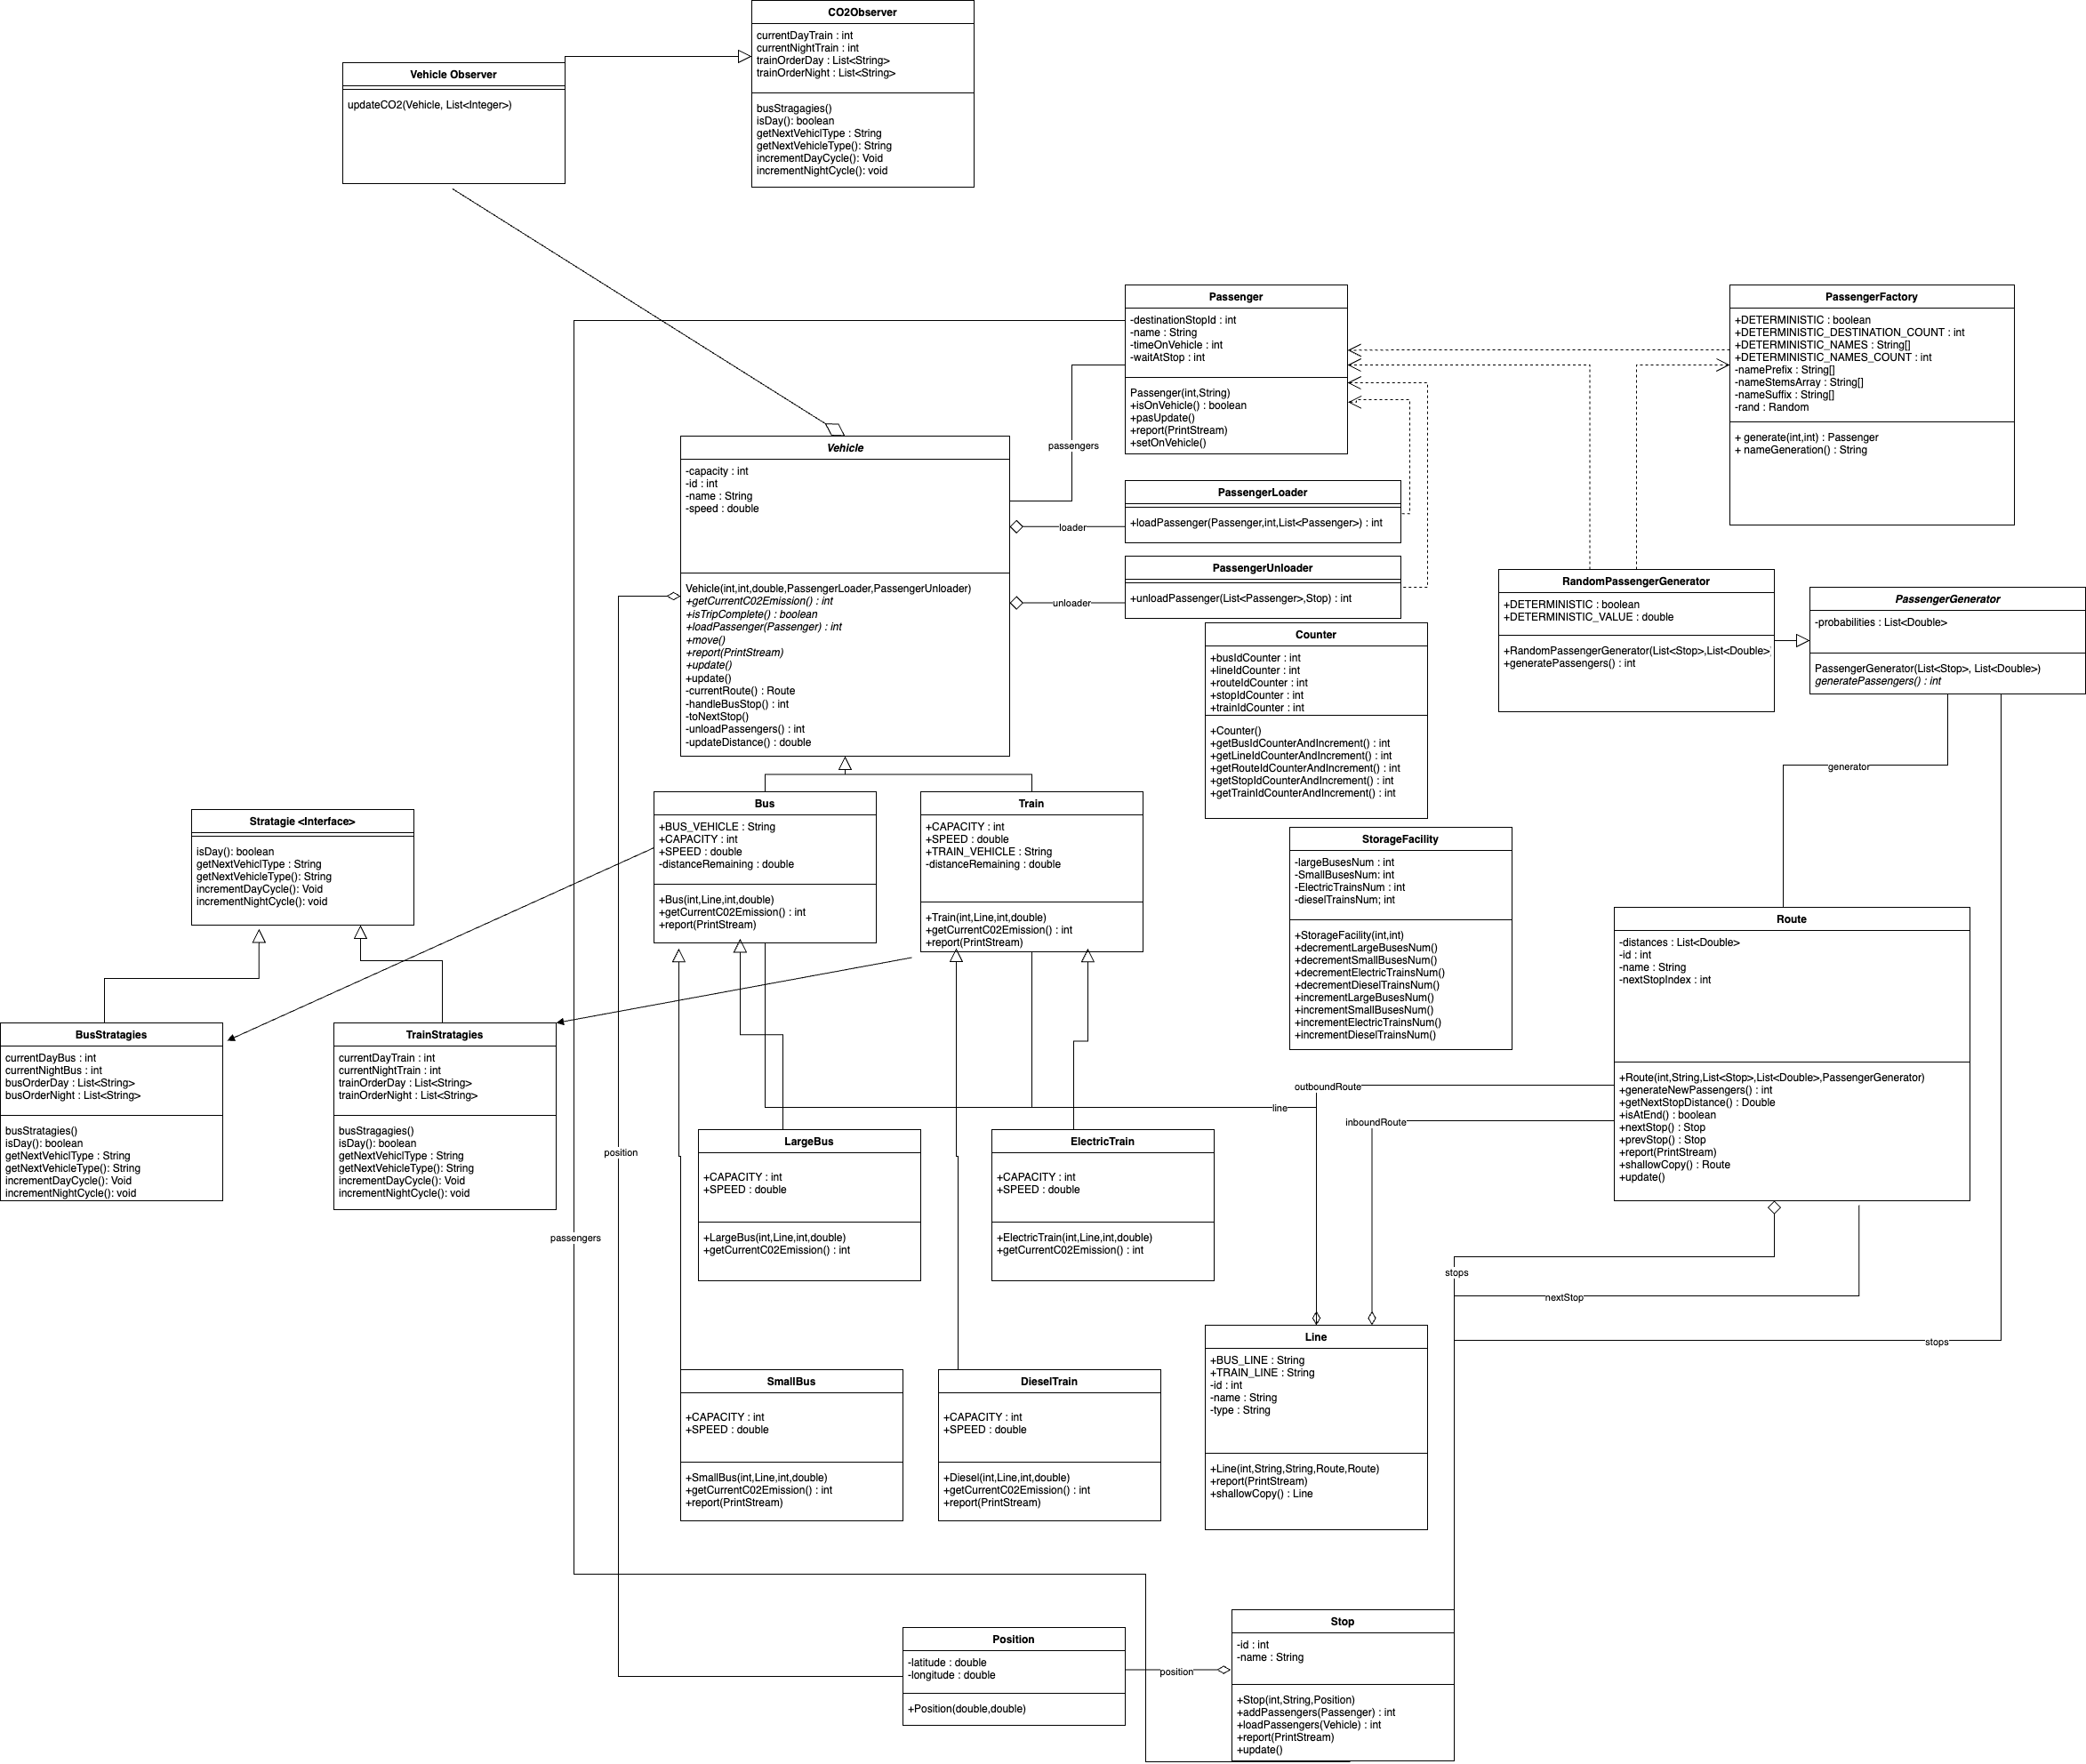 CO2Observer
currentDayTrain : int
currentNightTrain : int
trainOrderDay : List<String>
trainOrderNight : List<String>
busStragagies()
isDay(): boolean
getNextVehiclType : String
getNextVehicleType(): String
incrementDayCycle(): Void
incrementNightCycle(): void
Vehicle Observer
updateCO2(Vehicle, List<Integer>)
Passenger
-destinationStopId : int
-name : String
-timeOnVehicle : int
-waitAtStop : int
Passenger(int,String)
+isOnVehicle() : boolean
+pasUpdate()
+report(PrintStream)
+setOnVehicle()
PassengerFactory
+DETERMINISTIC : boolean
+DETERMINISTIC_DESTINATION_COUNT : int
+DETERMINISTIC_NAMES : String[]
+DETERMINISTIC_NAMES_COUNT : int
-namePrefix : String[]
-nameStemsArray : String[]
-nameSuffix : String[]
-rand : Random
+ generate(int,int) : Passenger
+ nameGeneration() : String
passengers
Vehicle
-capacity : int
-id : int
-name : String
-speed : double
Vehicle(int,int,double,PassengerLoader,PassengerUnloader)
+getCurrentC02Emission() : int
+isTripComplete() : boolean
+loadPassenger(Passenger) : int
+move()
+report(PrintStream)
+update()
+update()
-currentRoute() : Route
-handleBusStop() : int
-toNextStop()
-unloadPassengers() : int
-updateDistance() : double
loader
PassengerLoader
+loadPassenger(Passenger,int,List<Passenger>) : int
unloader
PassengerUnloader
+unloadPassenger(List<Passenger>,Stop) : int
Counter
+busIdCounter : int
+lineIdCounter : int
+routeIdCounter : int
+stopIdCounter : int
+trainIdCounter : int
+Counter()
+getBusIdCounterAndIncrement() : int
+getLineIdCounterAndIncrement() : int
+getRouteIdCounterAndIncrement() : int
+getStopIdCounterAndIncrement() : int
+getTrainIdCounterAndIncrement() : int
RandomPassengerGenerator
+DETERMINISTIC : boolean
+DETERMINISTIC_VALUE : double
+RandomPassengerGenerator(List<Stop>,List<Double>)
+generatePassengers() : int
PassengerGenerator
-probabilities : List<Double>
PassengerGenerator(List<Stop>, List<Double>)
generatePassengers() : int
generator
Stratagie <Interface>
isDay(): boolean
getNextVehiclType : String
getNextVehicleType(): String
incrementDayCycle(): Void
incrementNightCycle(): void
Bus
+BUS_VEHICLE : String
+CAPACITY : int
+SPEED : double
-distanceRemaining : double
+Bus(int,Line,int,double)
+getCurrentC02Emission() : int
+report(PrintStream)
Train
+CAPACITY : int
+SPEED : double
+TRAIN_VEHICLE : String
-distanceRemaining : double
+Train(int,Line,int,double)
+getCurrentC02Emission() : int
+report(PrintStream)
StorageFacility
-largeBusesNum : int
-SmallBusesNum: int
-ElectricTrainsNum : int
-dieselTrainsNum; int
+StorageFacility(int,int)
+decrementLargeBusesNum()
+decrementSmallBusesNum()
+decrementElectricTrainsNum()
+decrementDieselTrainsNum()
+incrementLargeBusesNum()
+incrementSmallBusesNum()
+incrementElectricTrainsNum()
+incrementDieselTrainsNum()
Route
-distances : List<Double>
-id : int
-name : String
-nextStopIndex : int
+Route(int,String,List<Stop>,List<Double>,PassengerGenerator)
+generateNewPassengers() : int
+getNextStopDistance() : Double
+isAtEnd() : boolean
+nextStop() : Stop
+prevStop() : Stop
+report(PrintStream)
+shallowCopy() : Route
+update()
BusStratagies
currentDayBus : int
currentNightBus : int
busOrderDay : List<String>
busOrderNight : List<String>
busStratagies()
isDay(): boolean
getNextVehiclType : String
getNextVehicleType(): String
incrementDayCycle(): Void
incrementNightCycle(): void
TrainStratagies
currentDayTrain : int
currentNightTrain : int
trainOrderDay : List<String>
trainOrderNight : List<String>
busStragagies()
isDay(): boolean
getNextVehiclType : String
getNextVehicleType(): String
incrementDayCycle(): Void
incrementNightCycle(): void
outboundRoute
line
inboundRoute
position
passengers
LargeBus
+CAPACITY : int
+SPEED : double
+LargeBus(int,Line,int,double)
+getCurrentC02Emission() : int
ElectricTrain
+CAPACITY : int
+SPEED : double
+ElectricTrain(int,Line,int,double)
+getCurrentC02Emission() : int
stops
nextStop
stops
SmallBus
+CAPACITY : int
+SPEED : double
+SmallBus(int,Line,int,double)
+getCurrentC02Emission() : int
+report(PrintStream)
DieselTrain
+CAPACITY : int
+SPEED : double
+Diesel(int,Line,int,double)
+getCurrentC02Emission() : int
+report(PrintStream)
Line
+BUS_LINE : String
+TRAIN_LINE : String
-id : int
-name : String
-type : String
+Line(int,String,String,Route,Route)
+report(PrintStream)
+shallowCopy() : Line
Position
-latitude : double
-longitude : double
+Position(double,double)
position
Stop
-id : int
-name : String
+Stop(int,String,Position)
+addPassengers(Passenger) : int
+loadPassengers(Vehicle) : int
+report(PrintStream)
+update()